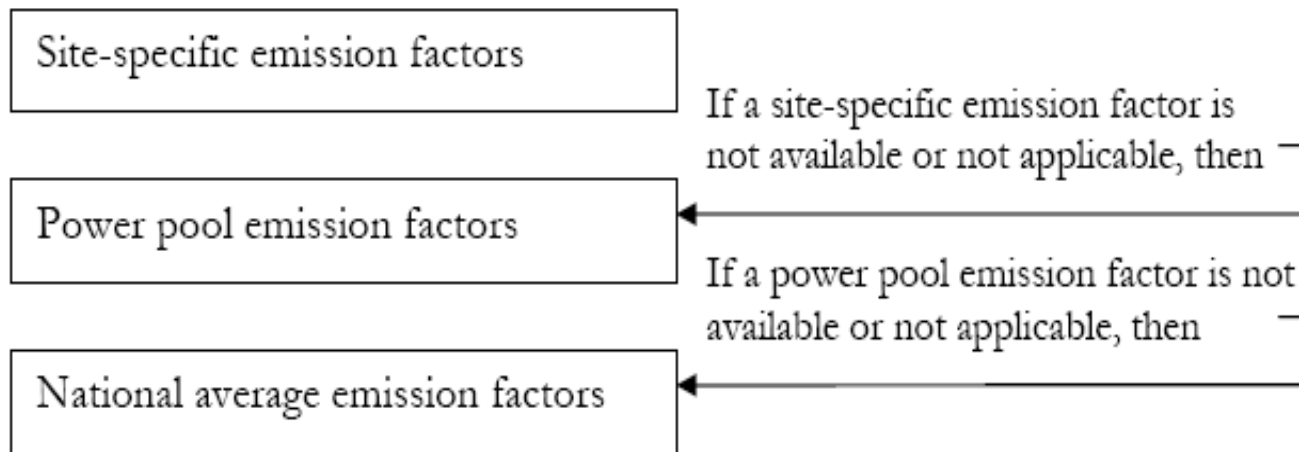 Site-specific emission factors
If a site-specific emission factor is
not available or not applicable, then
Power pool emission factors
If a power pool emission factor is not
available or not applicable, then
National average emission factors